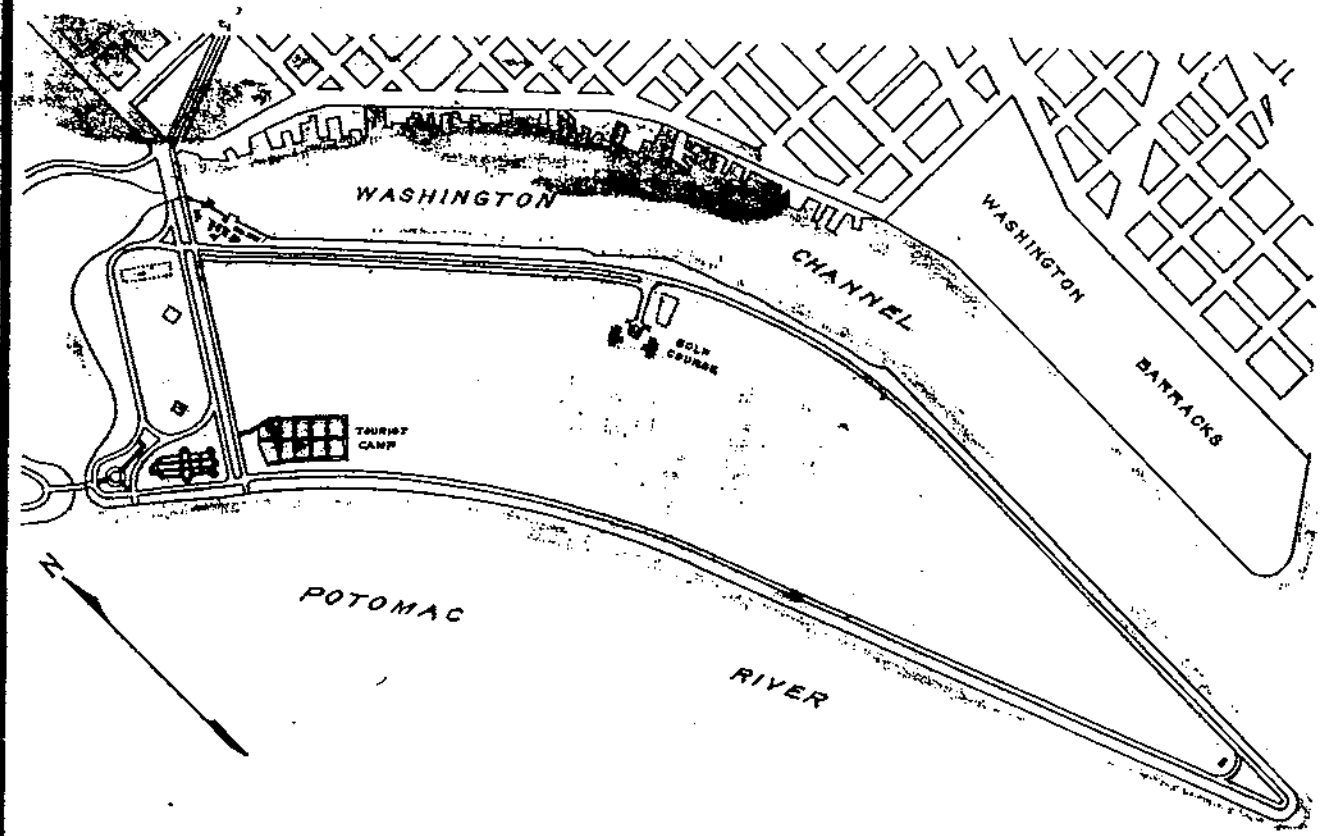 WASHINGTON
CHANNEL
WASHINGTON
BARRACKS
GOLF
COURSE
TOURIST
CAMP
N
POTOMAC
RIVER